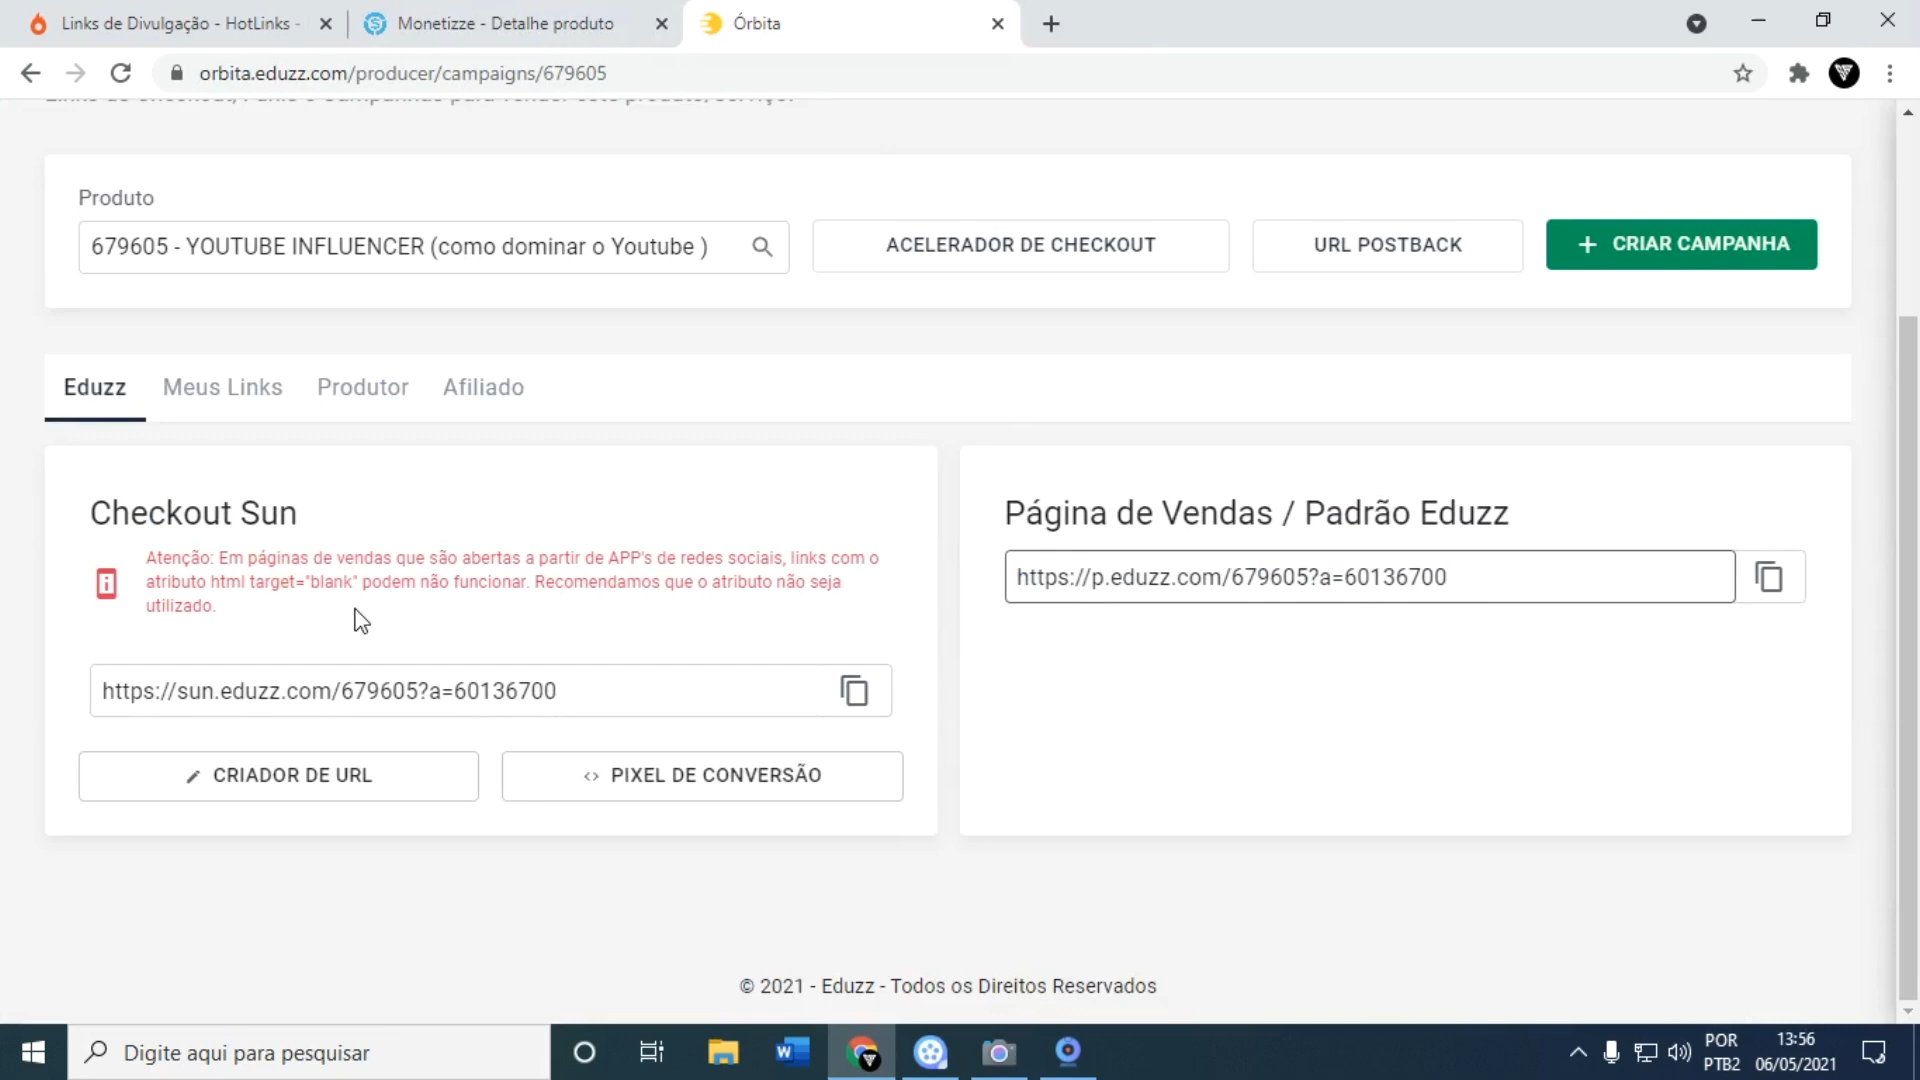 Links de Divulgação - HotLinks -
Monetizze - Detalhe produto
Órbita
orbita.eduzz.com/producer/campaigns/679605
Produto
679605 - YOUTUBE INFLUENCER (como dominar o Youtube )
ACELERADOR DE CHECKOUT
URL POSTBACK
+ CRIAR CAMPANHA
Eduzz
Meus Links
Produtor
Afiliado
Checkout Sun
Atenção: Em páginas de vendas que são abertas a partir de APP's de redes sociais, links com o
atributo html target="blank" podem não funcionar. Recomendamos que o atributo não seja
utilizado.
https://sun.eduzz.com/679605?a=60136700
CRIADOR DE URL
<> PIXEL DE CONVERSÃO
Página de Vendas / Padrão Eduzz
https://p.eduzz.com/679605?a=60136700
© 2021 - Eduzz - Todos os Direitos Reservados
Digite aqui para pesquisar
POR
PTB2
13:56
06/05/2021